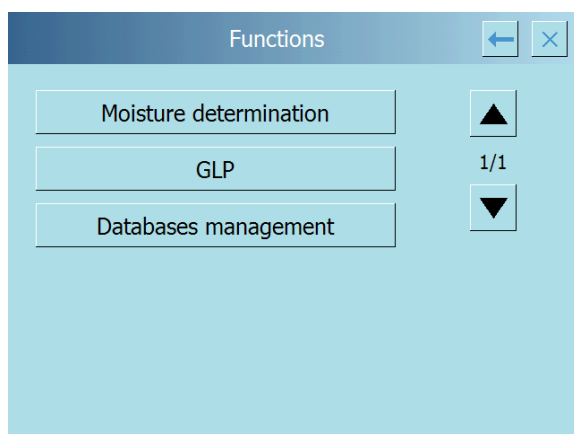 Functions
Moisture determination
GLP
1/1
Databases management